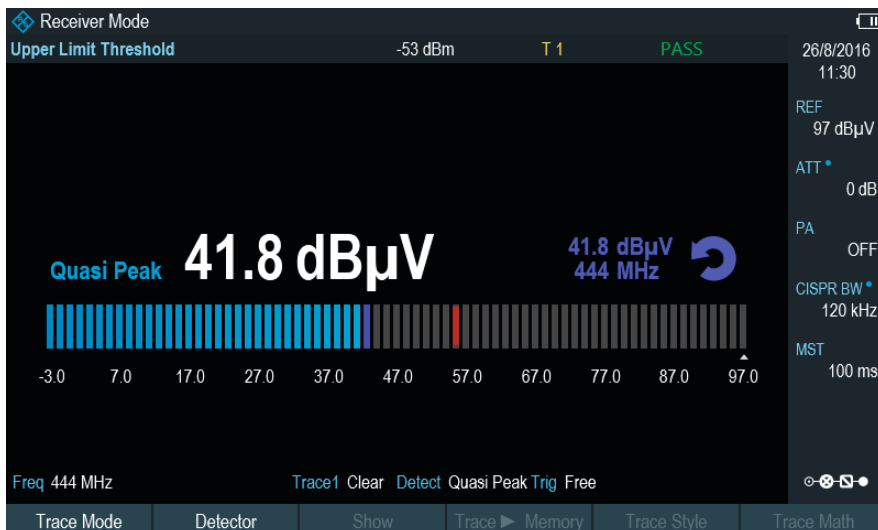 Receiver Mode
Upper Limit Threshold -53 dBm T 1 PASS
26/8/2016
11:30
REF
97 dBµV
ATT
0 dB
PA
OFF
CISPR BW
120 kHz
MST
100 ms
Quasi Peak 41.8 dBµV
41.8 dBµV
444 MHz
-3.0 7.0 17.0 27.0 37.0 47.0 57.0 67.0 77.0 87.0 97.0
Freq 444 MHz Trace1 Clear Detect Quasi Peak Trig Free
Trace Mode Detector Show Trace ▶ Memory Trace Style Trace Math